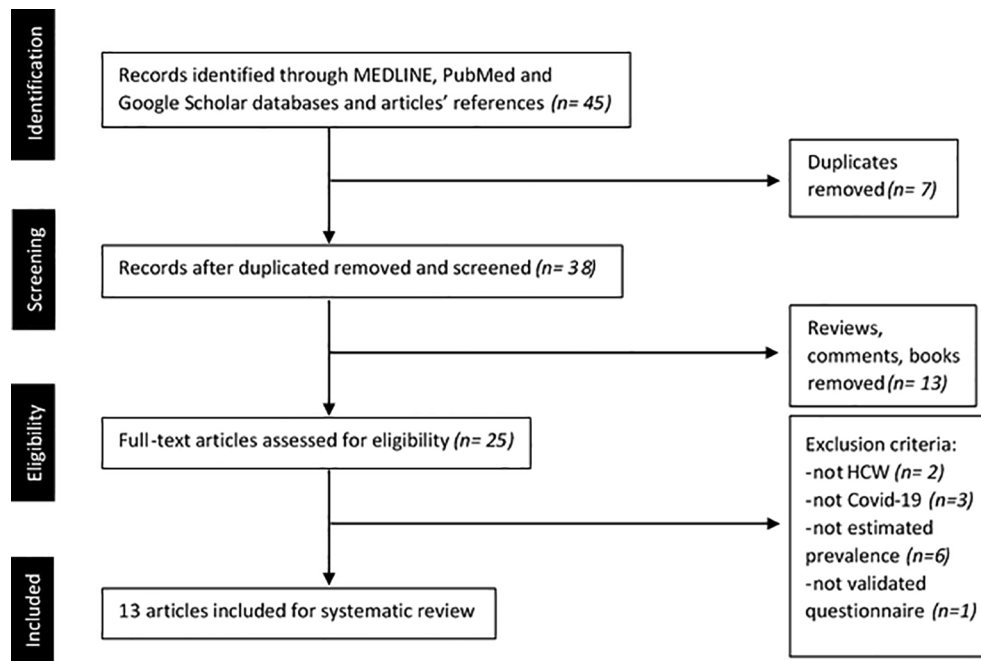 Identification
Records identified through MEDLINE, PubMed and
Google Scholar databases and articles’ references (n= 45)
Duplicates
removed (n= 7)
Screening
Records after duplicated removed and screened (n= 38)
Reviews,
comments, books
removed (n= 13)
Eligibility
Full-text articles assessed for eligibility (n= 25)
Exclusion criteria:
-not HCW (n= 2)
-not Covid-19 (n=3)
-not estimated
prevalence (n=6)
-not validated
questionnaire (n=1)
Included
13 articles included for systematic review